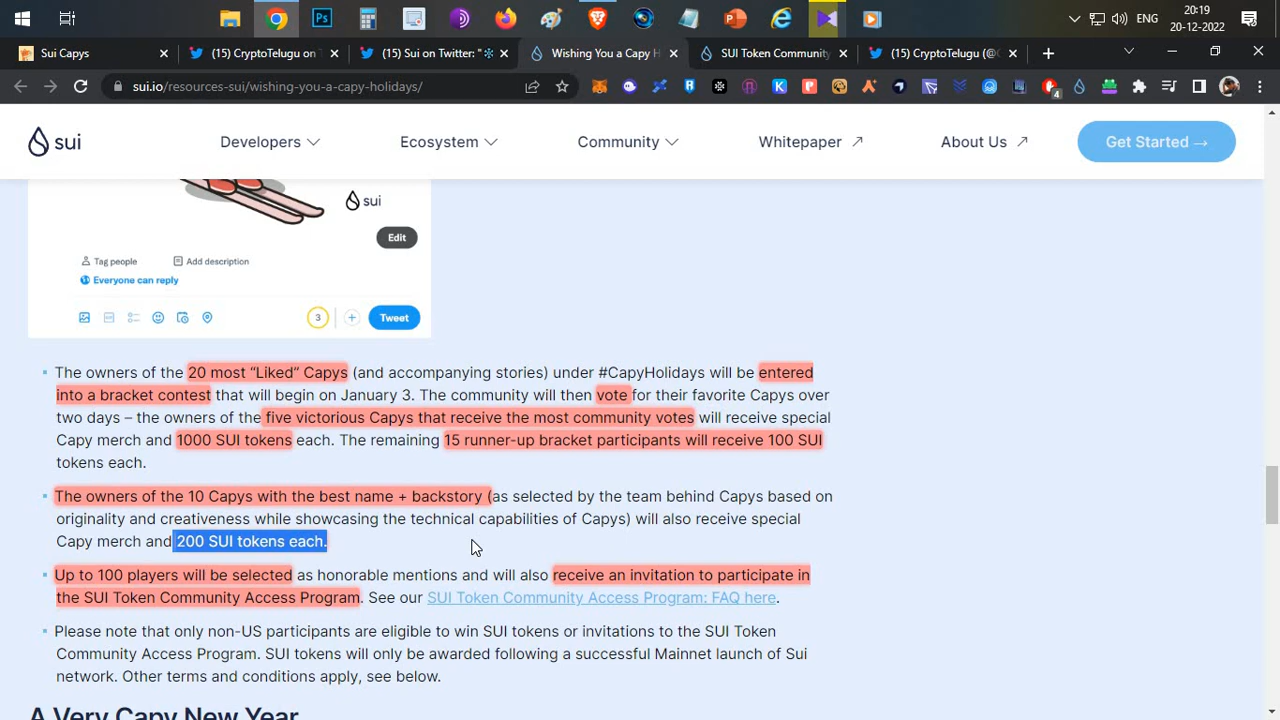 ENG
20:19
20-12-2022
Sui Capys
(15) CryptoTelugu on T
(15) Sui on Twitter: "
Wishing You a Capy H
SUI Token Community
(15) CryptoTelugu (@C
sui.io/resources-sui/wishing-you-a-capy-holidays/
4
sui
Developers
Ecosystem
Community
Whitepaper ↗
About Us ↗
Get Started →
sui
Edit
Tag people
Add description
Everyone can reply
3
Tweet
The owners of the 20 most “Liked” Capys (and accompanying stories) under #CapyHolidays will be entered
into a bracket contest that will begin on January 3. The community will then vote for their favorite Capys over
two days – the owners of the five victorious Capys that receive the most community votes will receive special
Capy merch and 1000 SUI tokens each. The remaining 15 runner-up bracket participants will receive 100 SUI
tokens each.
The owners of the 10 Capys with the best name + backstory (as selected by the team behind Capys based on
originality and creativeness while showcasing the technical capabilities of Capys) will also receive special
Capy merch and 200 SUI tokens each.
Up to 100 players will be selected as honorable mentions and will also receive an invitation to participate in
the SUI Token Community Access Program. See our SUI Token Community Access Program: FAQ here.
Please note that only non-US participants are eligible to win SUI tokens or invitations to the SUI Token
Community Access Program. SUI tokens will only be awarded following a successful Mainnet launch of Sui
network. Other terms and conditions apply, see below.
A Very Capy New Year